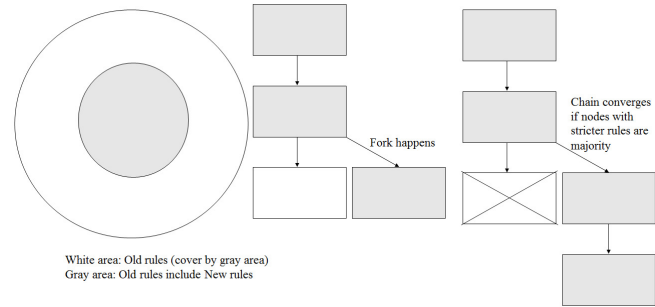 Fork happens
Chain converges
if nodes with
stricter rules are
majority
White area: Old rules (cover by gray area)
Gray area: Old rules include New rules